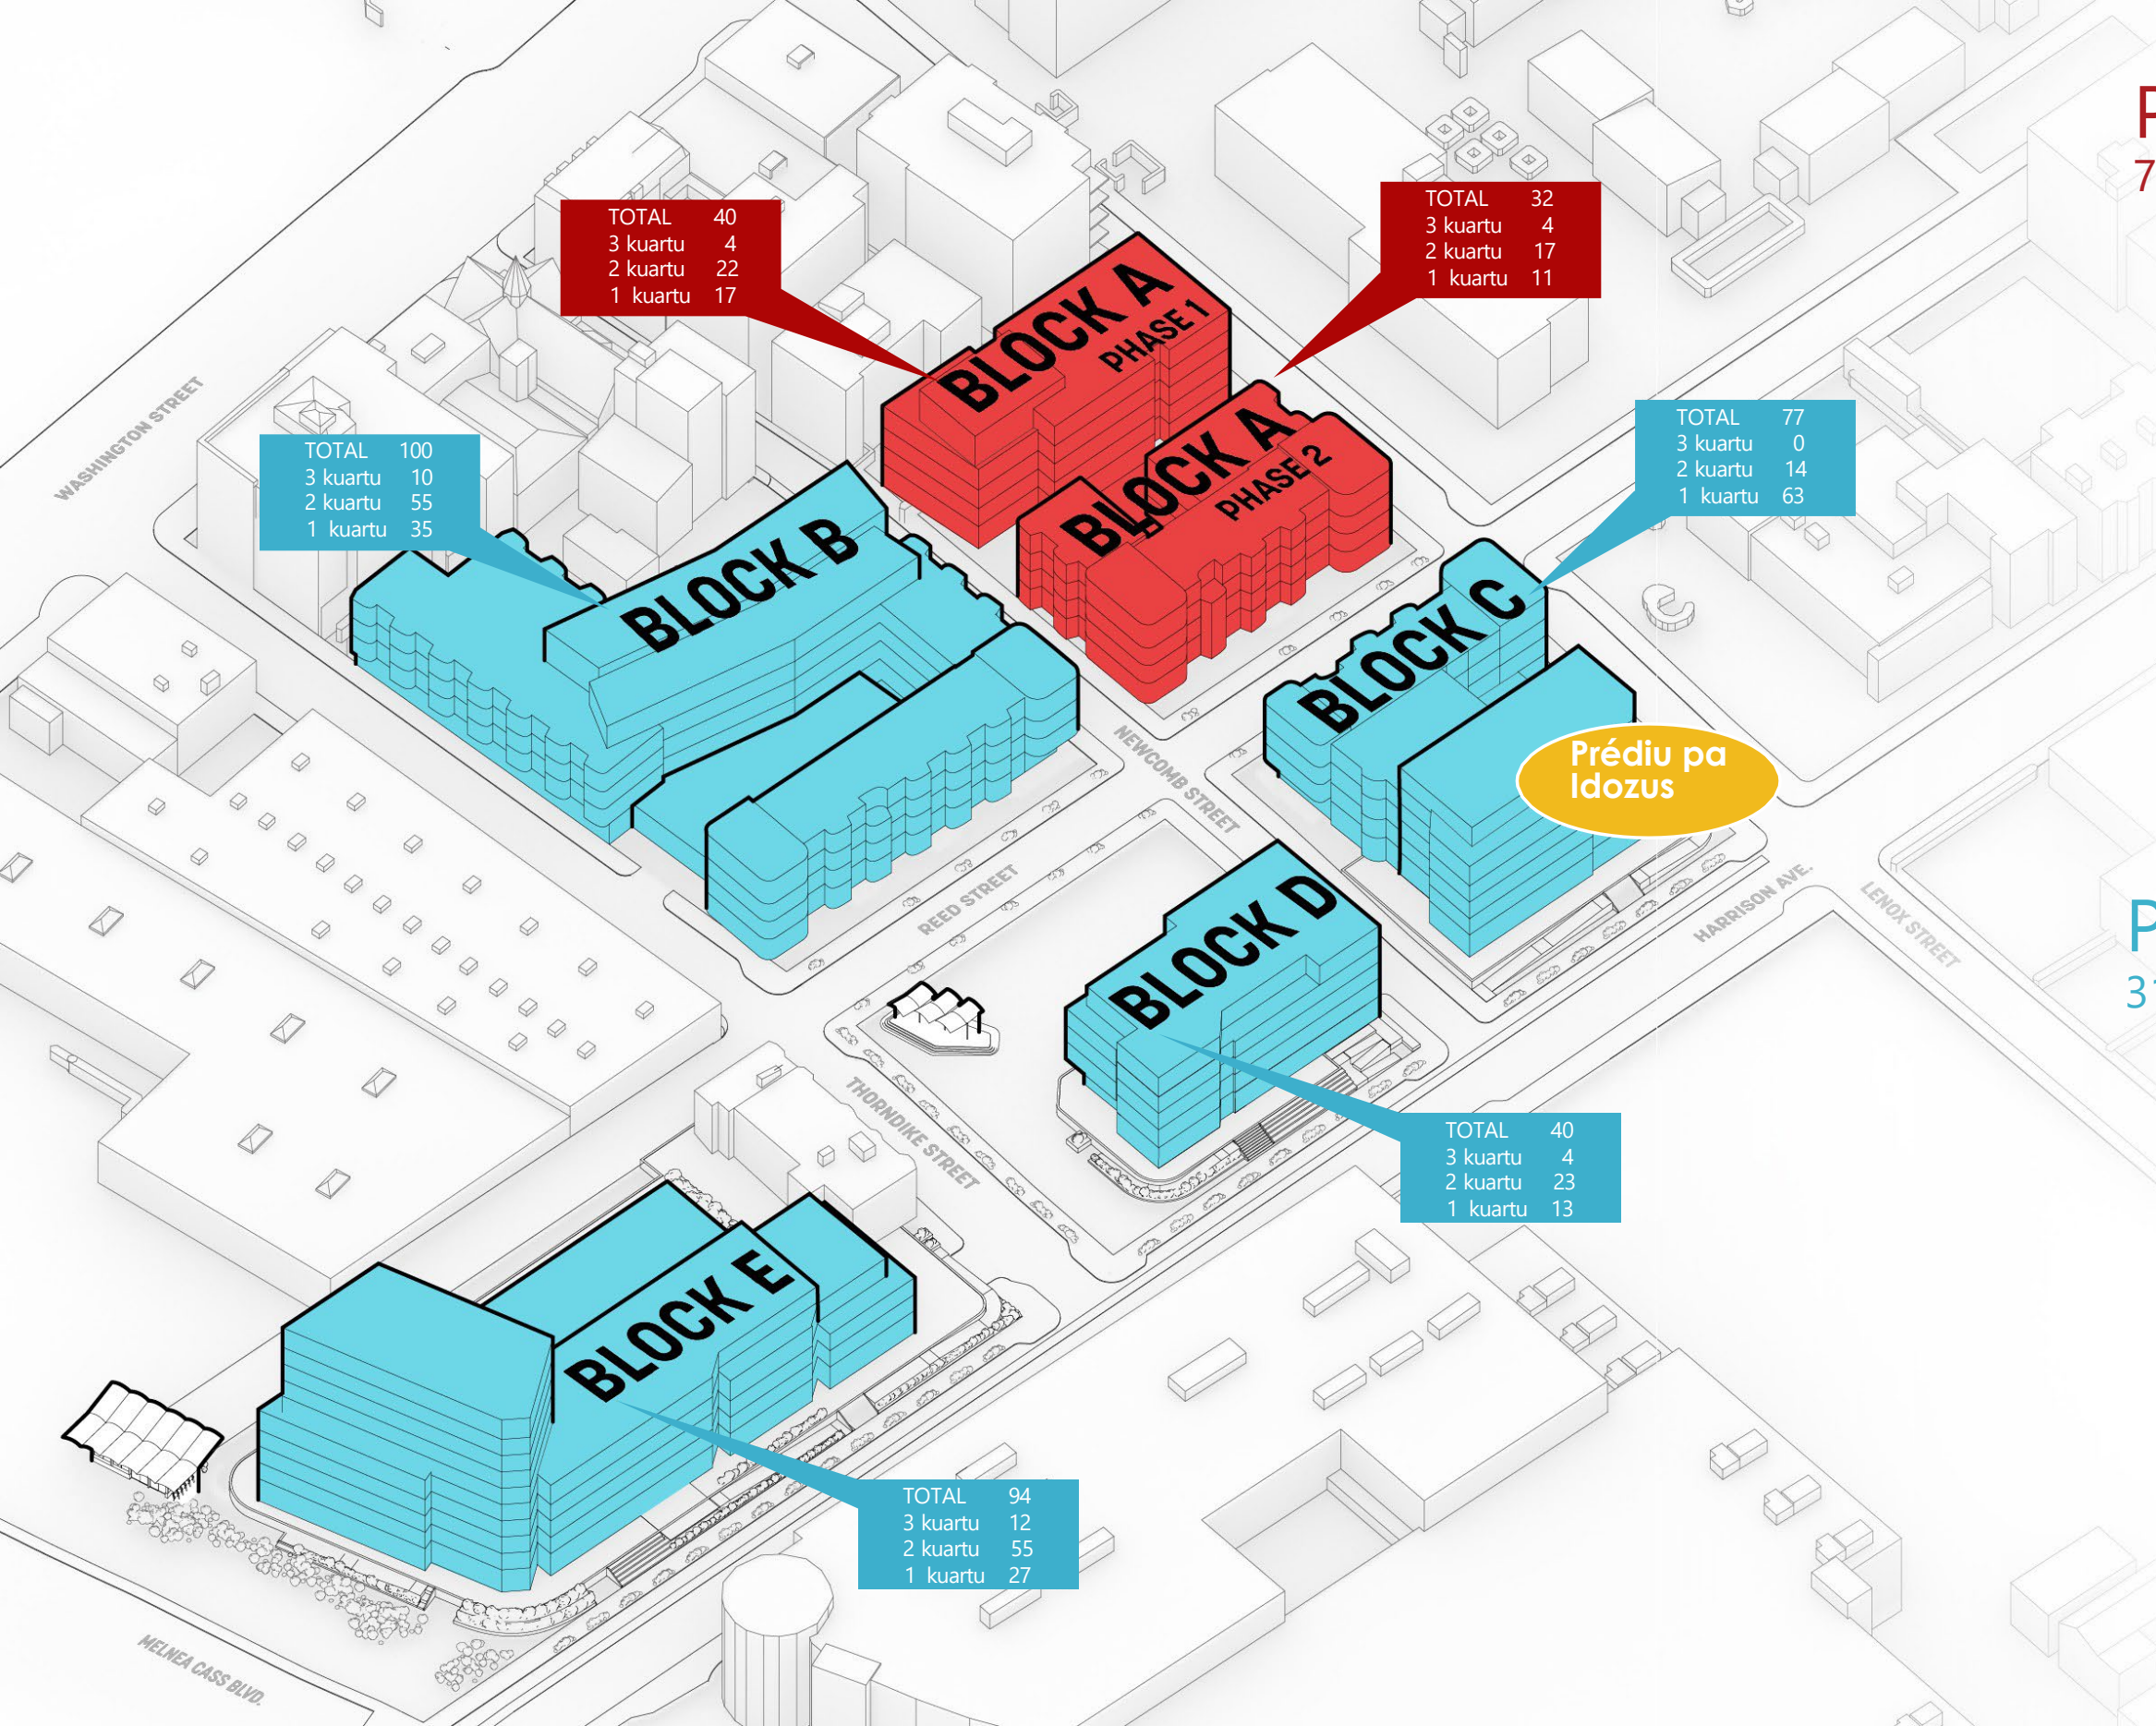 P
7
TOTAL 40
3 kuartu 4
2 kuartu 22
1 kuartu 17
TOTAL 32
3 kuartu 4
2 kuartu 17
1 kuartu 11
BLOCK A
PHASE 1
BLOCK A
PHASE 2
WASHINGTON STREET
TOTAL 100
3 kuartu 10
2 kuartu 55
1 kuartu 35
TOTAL 77
3 kuartu 0
2 kuartu 14
1 kuartu 63
BLOCK B
BLOCK C
Prédiu pa
Idozus
NEWCOMB STREET
REED STREET
HARRISON AVE.
LENOX STREET
P
31
BLOCK D
THORNDIKE STREET
TOTAL 40
3 kuartu 4
2 kuartu 23
1 kuartu 13
BLOCK E
TOTAL 94
3 kuartu 12
2 kuartu 55
1 kuartu 27
MELNEA CASS BLVD.